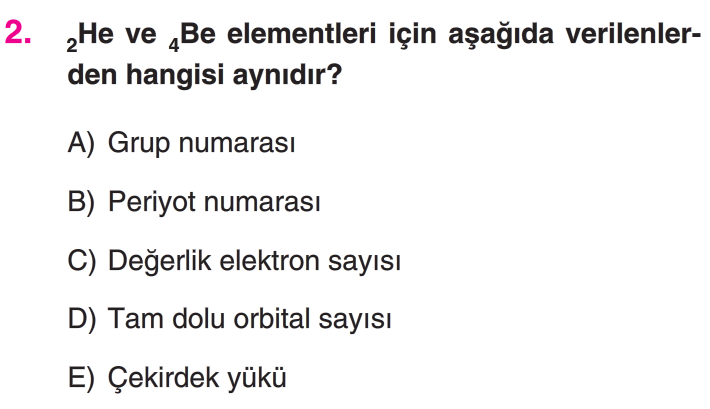 2. ₂He ve ₄Be elementleri için aşağıda verilenler-
den hangisi aynıdır?
A) Grup numarası
B) Periyot numarası
C) Değerlik elektron sayısı
D) Tam dolu orbital sayısı
E) Çekirdek yükü